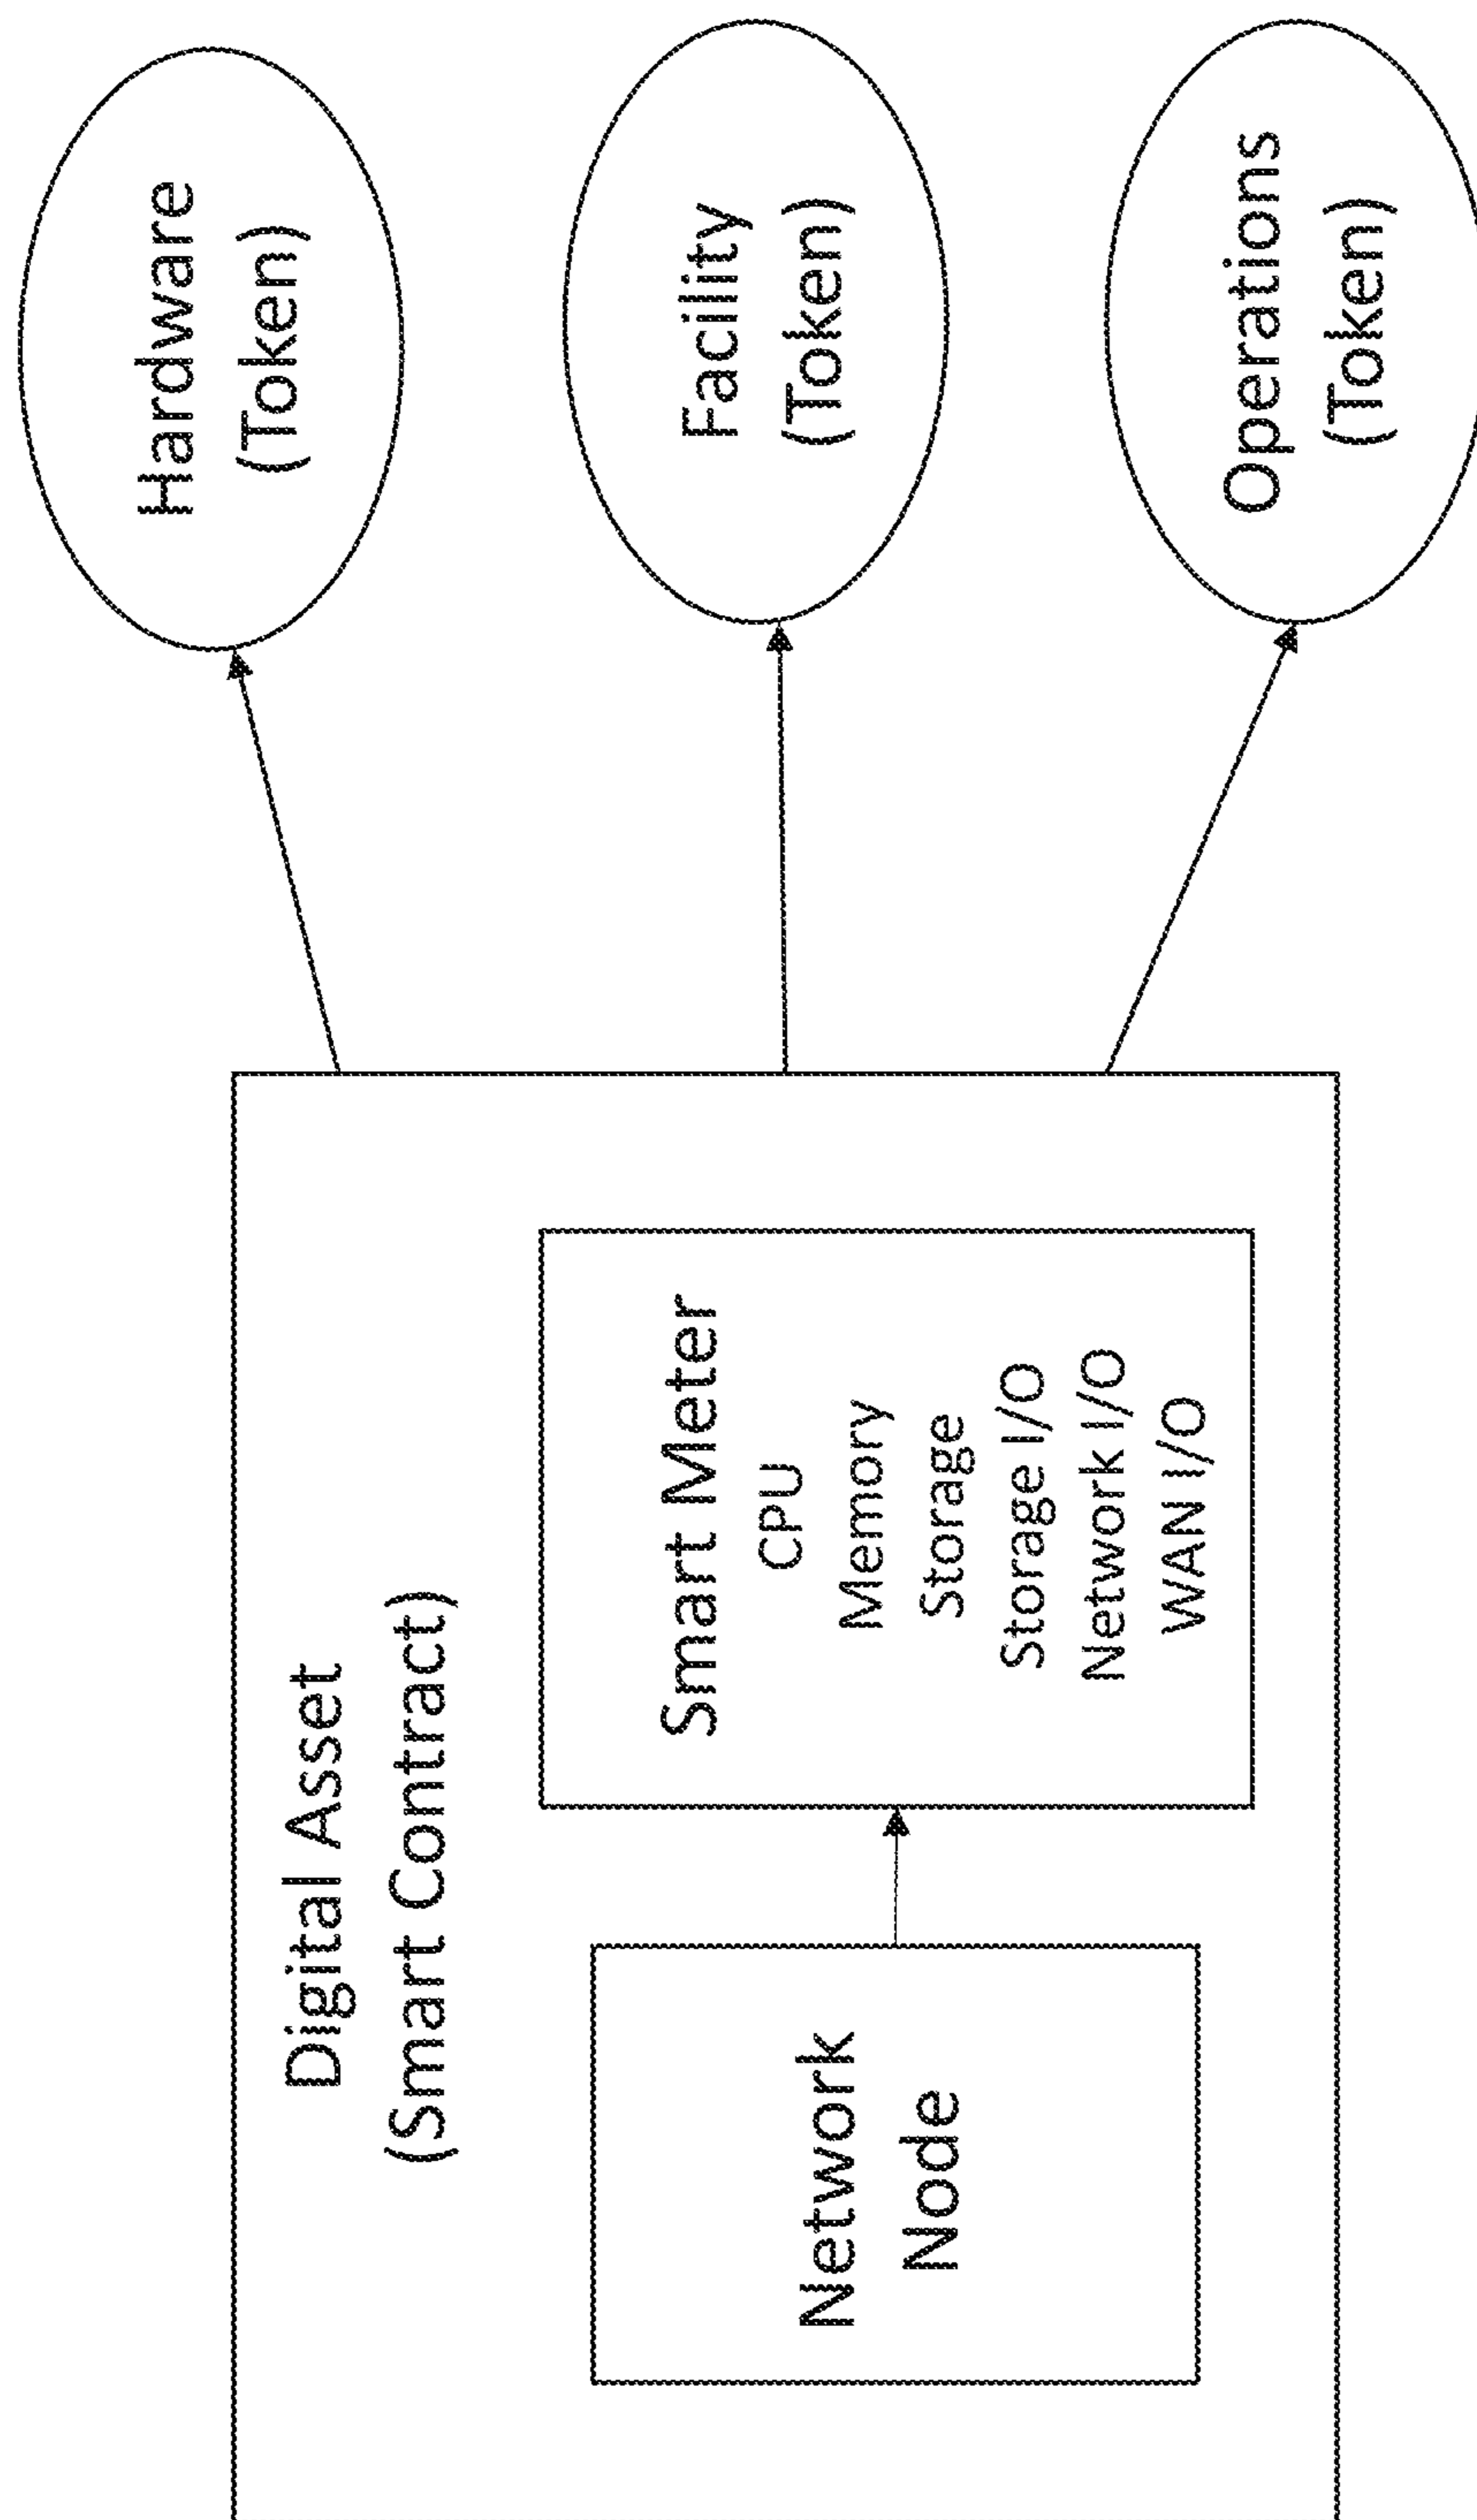 Digital Asset
(Smart Contract)
Network
Node
Smart Meter
CPU
Memory
Storage
Storage I/O
Network I/O
WAN I/O
Hardware
(Token)
Facility
(Token)
Operations
(Token)